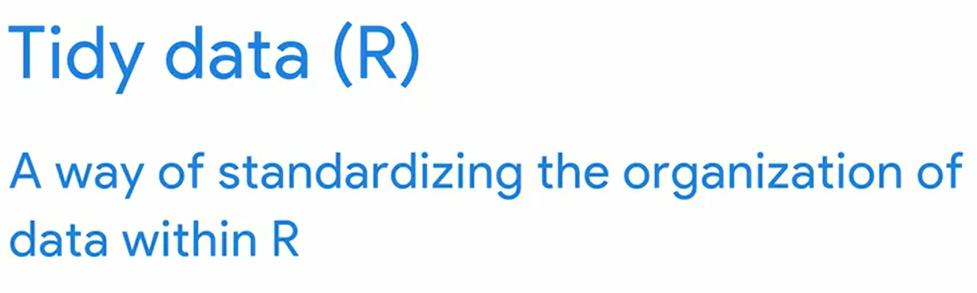 Tidy data (R)
A way of standardizing the organization of
data within R